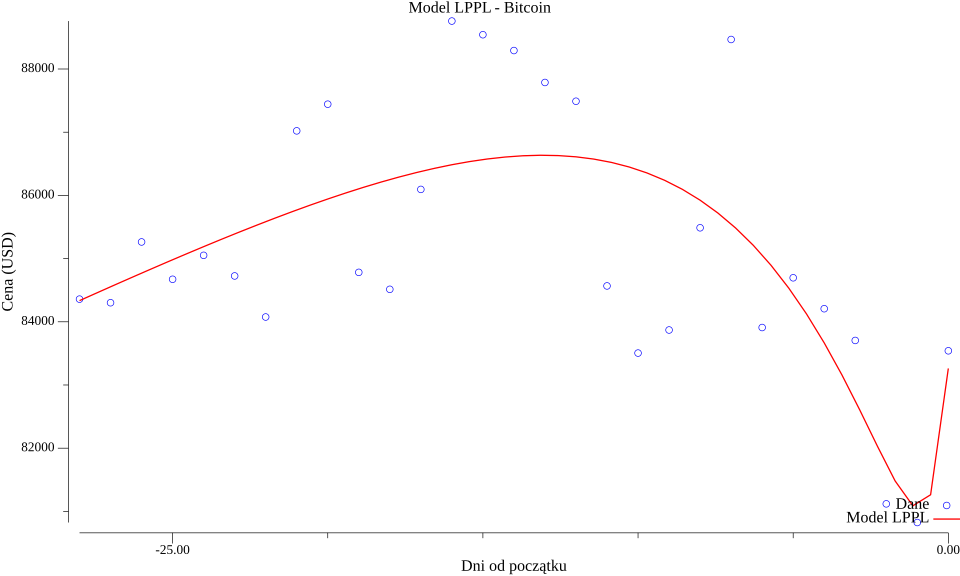 Model LPPL - Bitcoin
88000
86000
84000
82000
Cena (USD)
Dane
Model LPPL
-25.00
0.00
Dni od początku